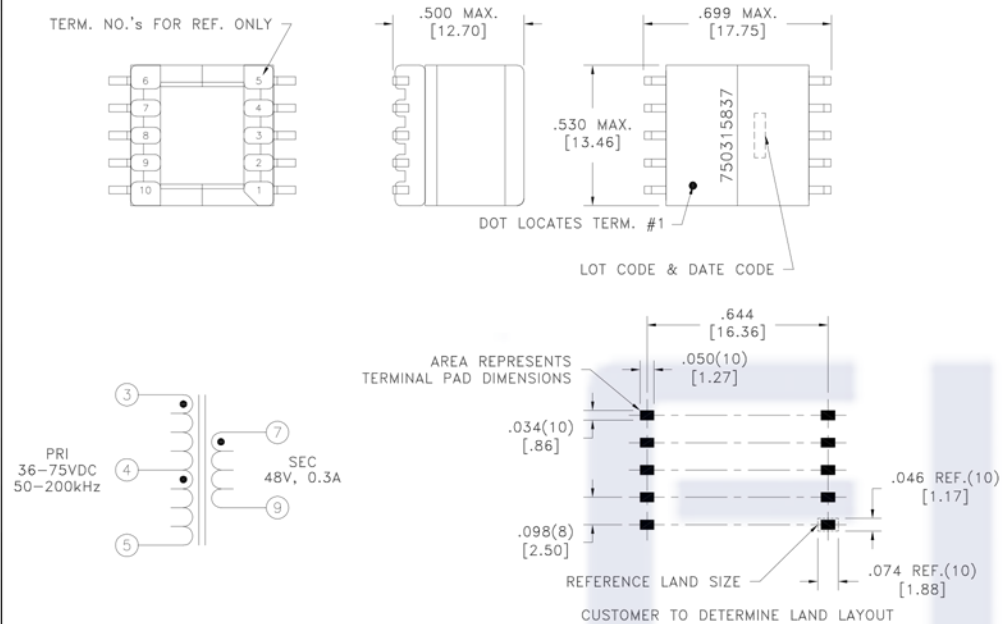 TERM. NO.'s FOR REF. ONLY
6
5
7
4
8
3
9
2
10
1
.500 MAX.
[12.70]
.699 MAX.
[17.75]
.530 MAX.
[13.46]
750315837
DOT LOCATES TERM. #1
LOT CODE & DATE CODE
3
4
5
PRI
36-75VDC
50-200kHz
7
9
SEC
48V, 0.3A
.644
[16.36]
AREA REPRESENTS
TERMINAL PAD DIMENSIONS
.050(10)
[1.27]
.034(10)
[.86]
.098(8)
[2.50]
.046 REF.(10)
[1.17]
.074 REF.(10)
[1.88]
REFERENCE LAND SIZE
CUSTOMER TO DETERMINE LAND LAYOUT